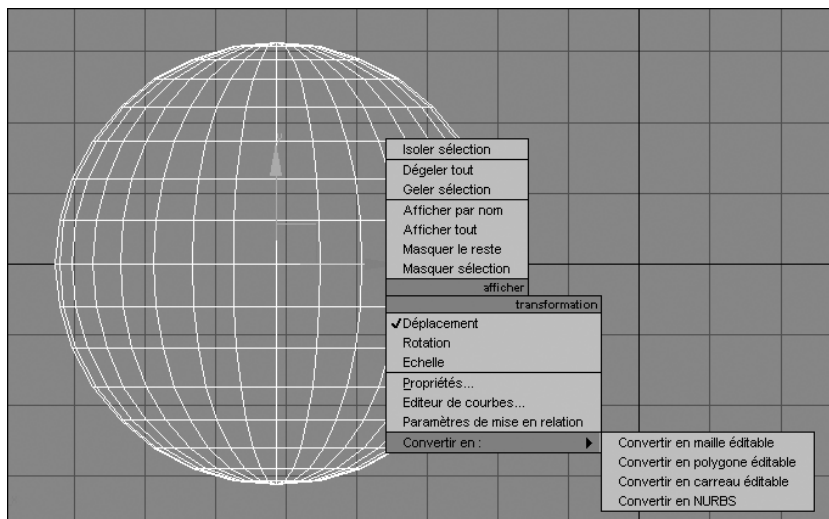 Isoler sélection
Dégeler tout
Geler sélection
Afficher par nom
Afficher tout
Masquer le reste
Masquer sélection
afficher
transformation
Déplacement
Rotation
Echelle
Propriétés...
Editeur de courbes...
Paramètres de mise en relation
Convertir en :
Convertir en maille éditable
Convertir en polygone éditable
Convertir en carreau éditable
Convertir en NURBS